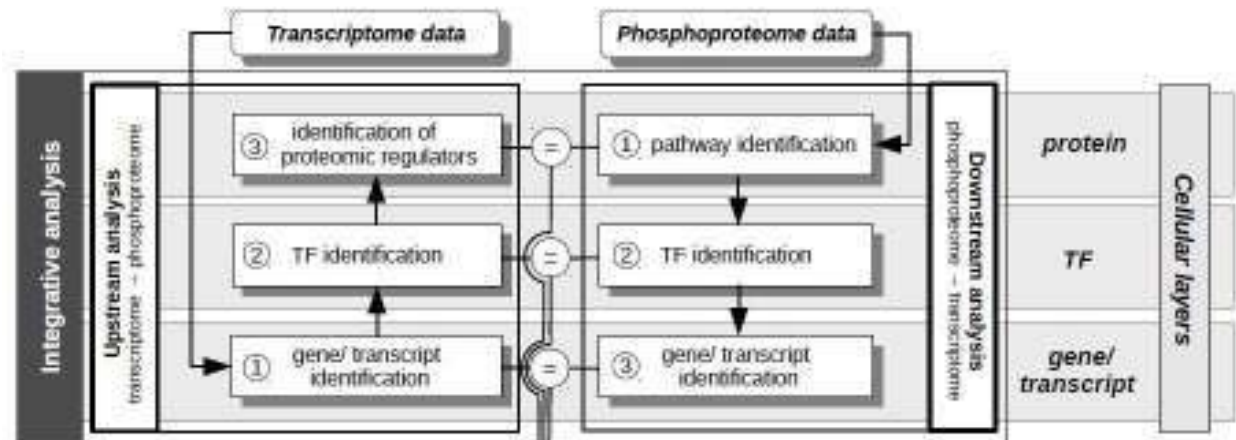 Transcriptome data
Phosphoproteome data
Integrative analysis
Upstream analysis
transcriptome → phosphoproteome
③ identification of
proteomic regulators
=
① pathway identification
② TF identification
=
② TF identification
① gene/ transcript
identification
=
③ gene/ transcript
identification
Downstream analysis
phosphoproteome → transcriptome
protein
TF
gene/
transcript
Cellular layers